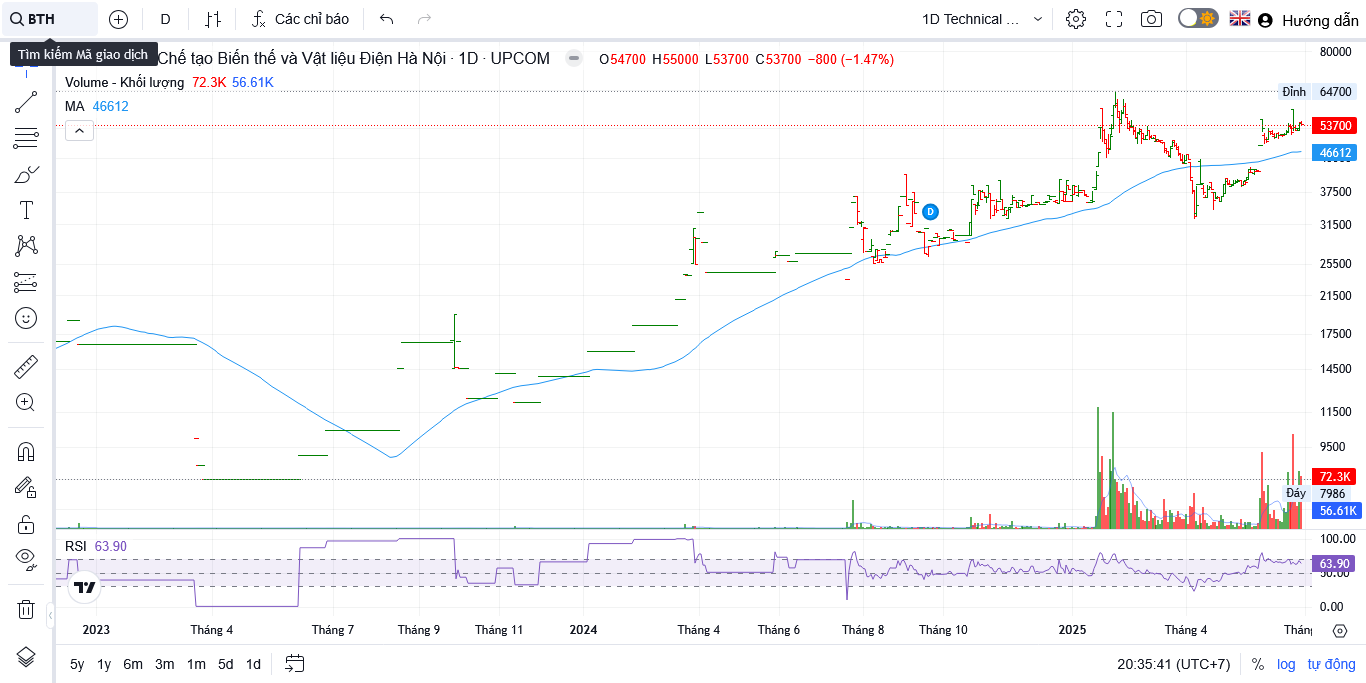 BTH
D
Các chỉ báo
1D Technical ...
Hướng dẫn
Tìm kiếm Mã giao dịch
Chế tạo Biến thế và Vật liệu Điện Hà Nội · 1D · UPCOM
O54700 H55000 L53700 C53700 −800 (−1.47%)
Volume - Khối lượng 72.3K 56.61K
MA 46612
80000
Đỉnh 64700
53700
46612
37500
31500
D
25500
21500
17500
14500
11500
9500
72.3K
Đáy 7986
56.61K
RSI 63.90
100.00
63.90
50.00
0.00
2023 Tháng 4 Tháng 7 Tháng 9 Tháng 11 2024 Tháng 4 Tháng 6 Tháng 8 Tháng 10 2025 Tháng 4
5y 1y 6m 3m 1m 5d 1d
20:35:41 (UTC+7) % log tự động